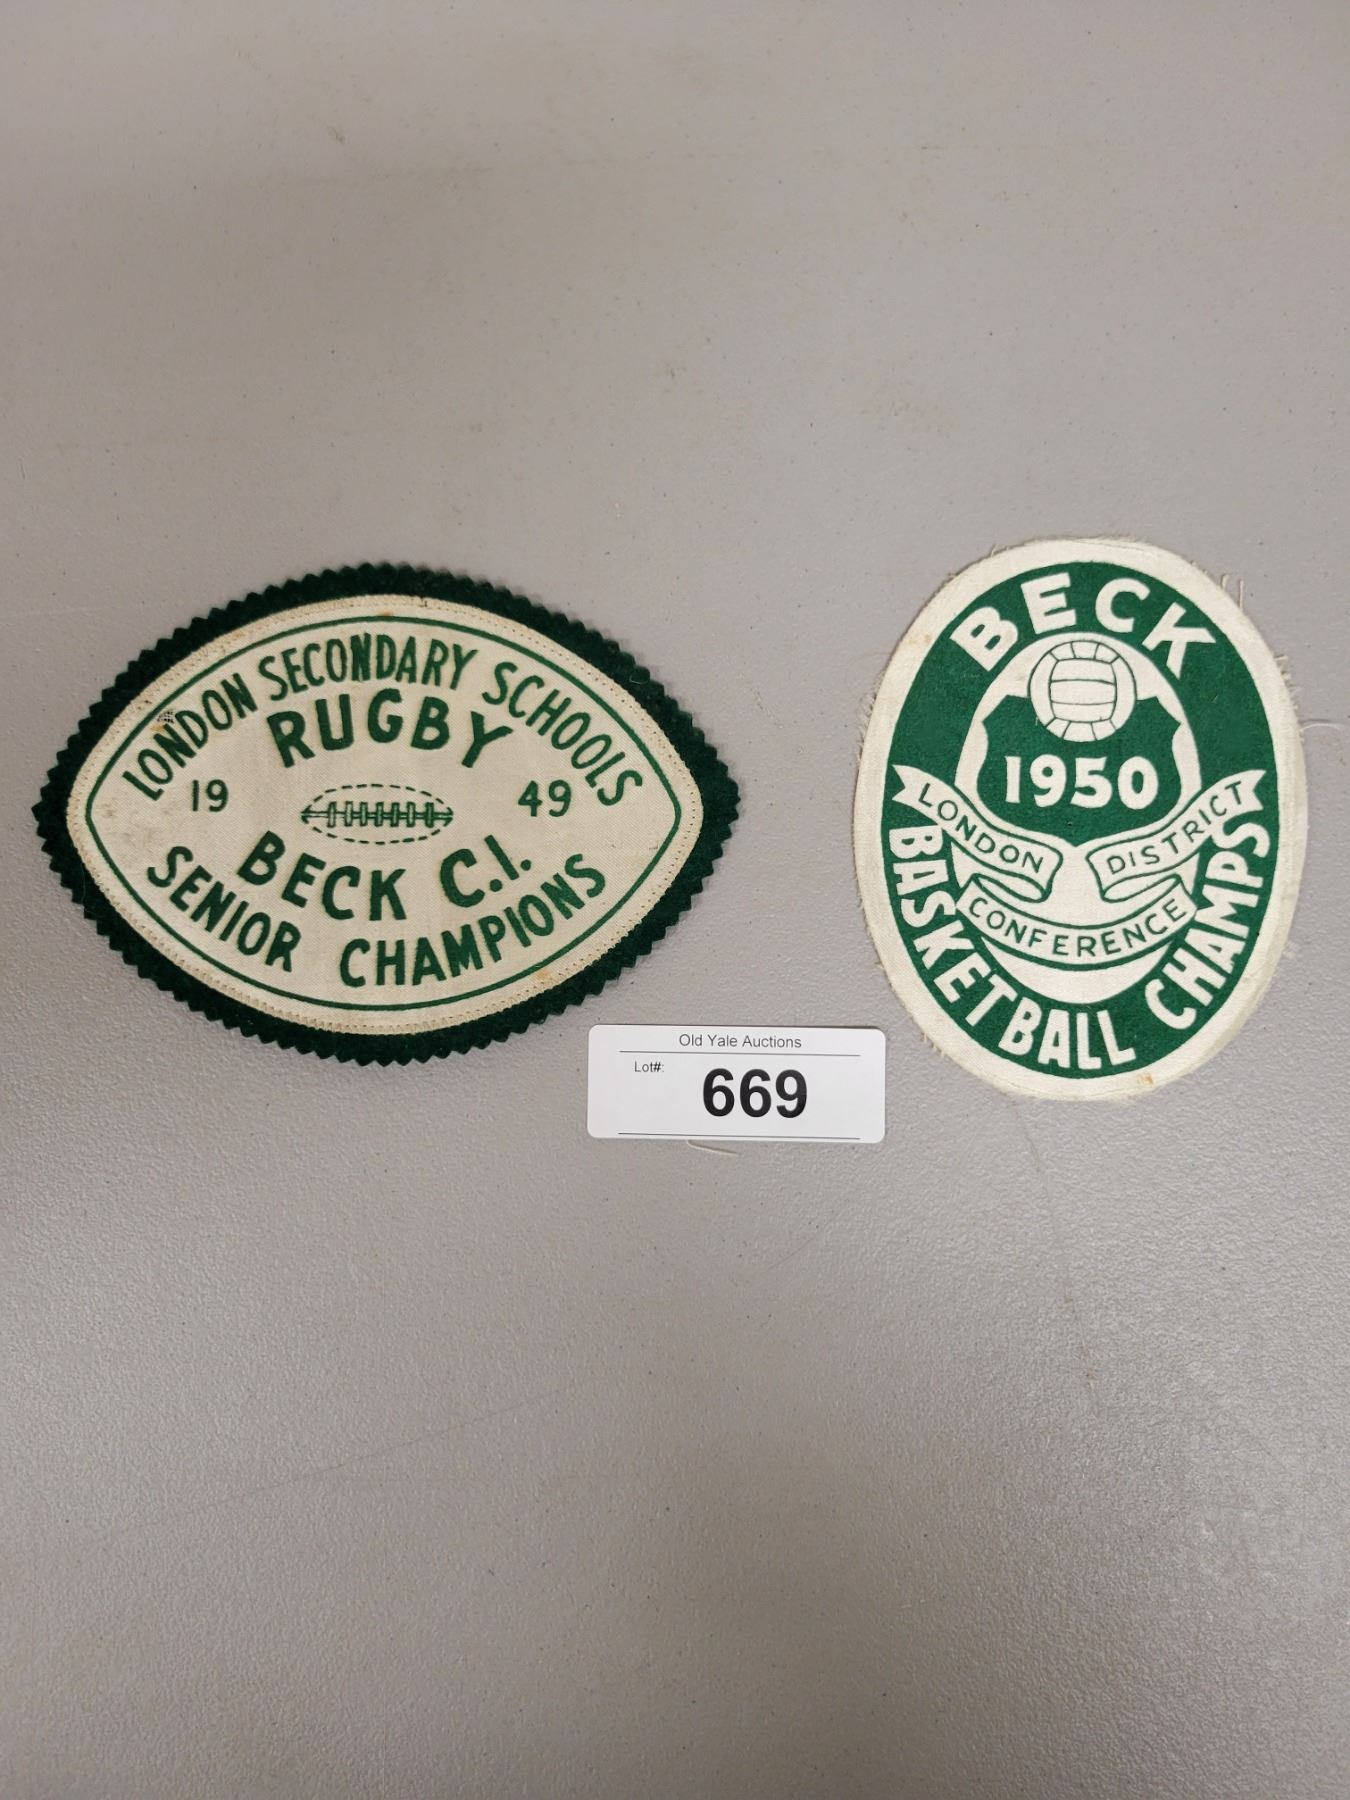 LONDON SECONDARY SCHOOLS
RUGBY
19 49
BECK C.I.
SENIOR CHAMPIONS
BECK
1950
LONDON DISTRICT
CONFERENCE
BASKETBALL CHAMPS
Old Yale Auctions
Lot#:
669